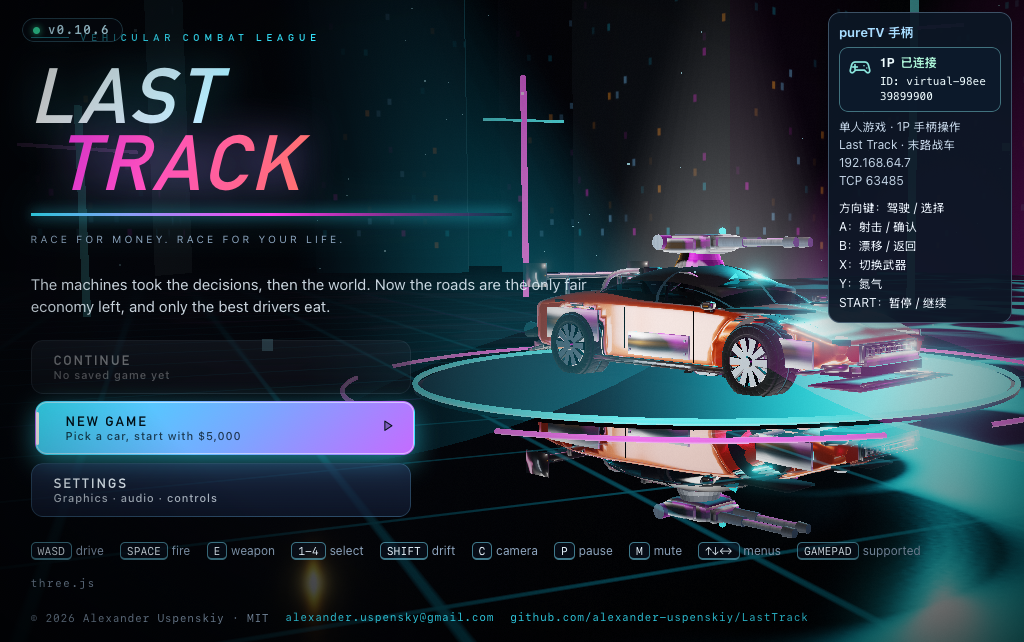 v0.10.6
VEHICULAR COMBAT LEAGUE
LAST
TRACK
RACE FOR MONEY. RACE FOR YOUR LIFE.
The machines took the decisions, then the world. Now the roads are the only fair
economy left, and only the best drivers eat.
CONTINUE
No saved game yet
NEW GAME
Pick a car, start with $5,000
SETTINGS
Graphics · audio · controls
WASD drive SPACE fire E weapon 1–4 select SHIFT drift C camera P pause M mute ↑↓←→ menus GAMEPAD supported
three.js
© 2026 Alexander Uspenskiy · MIT alexander.uspensky@gmail.com github.com/alexander-uspenskiy/LastTrack
pureTV 手柄
1P 已连接
ID: virtual-98ee
39899900
单人游戏 · 1P 手柄操作
Last Track · 末路战车
192.168.64.7
TCP 63485
方向键：驾驶 / 选择
A：射击 / 确认
B：漂移 / 返回
X：切换武器
Y：氮气
START：暂停 / 继续